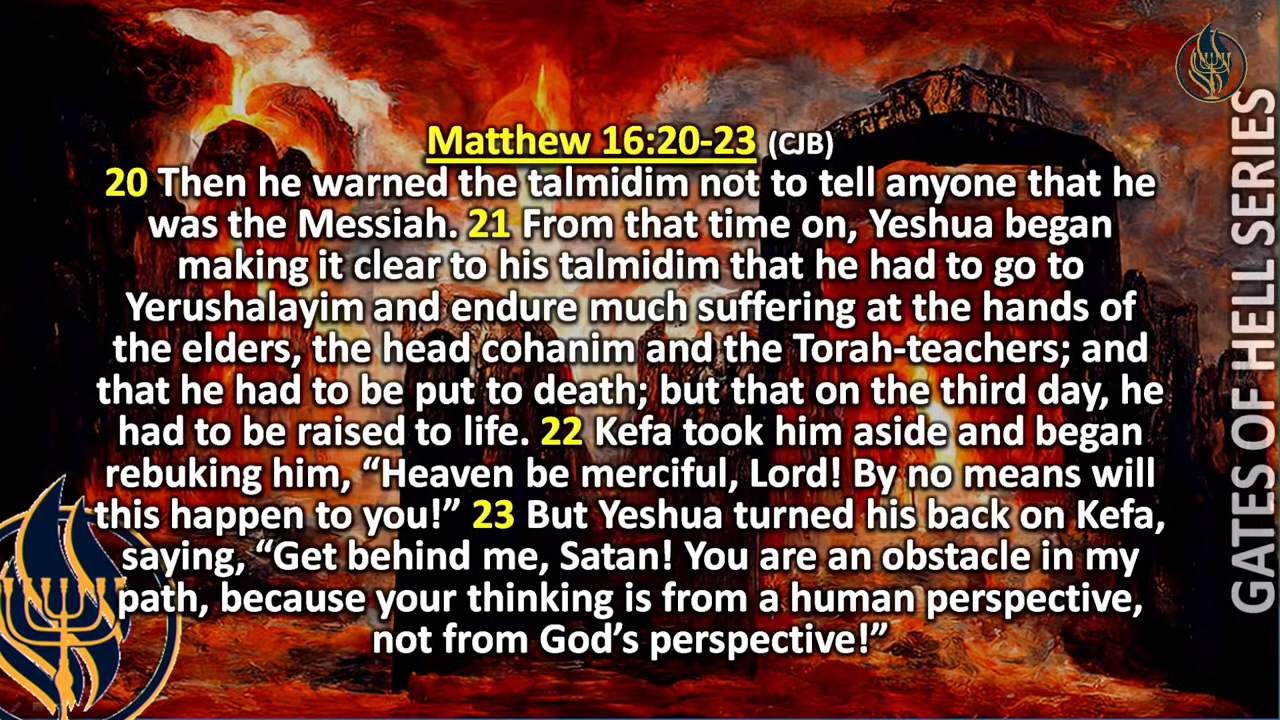 Matthew 16:20-23 (CJB)
20 Then he warned the talmidim not to tell anyone that he
was the Messiah. 21 From that time on, Yeshua began
making it clear to his talmidim that he had to go to
Yerushalayim and endure much suffering at the hands of
the elders, the head cohanim and the Torah-teachers; and
that he had to be put to death; but that on the third day, he
had to be raised to life. 22 Kefa took him aside and began
rebuking him, “Heaven be merciful, Lord! By no means will
this happen to you!” 23 But Yeshua turned his back on Kefa,
saying, “Get behind me, Satan! You are an obstacle in my
path, because your thinking is from a human perspective,
not from God’s perspective!”
GATES OF HELL SERIES